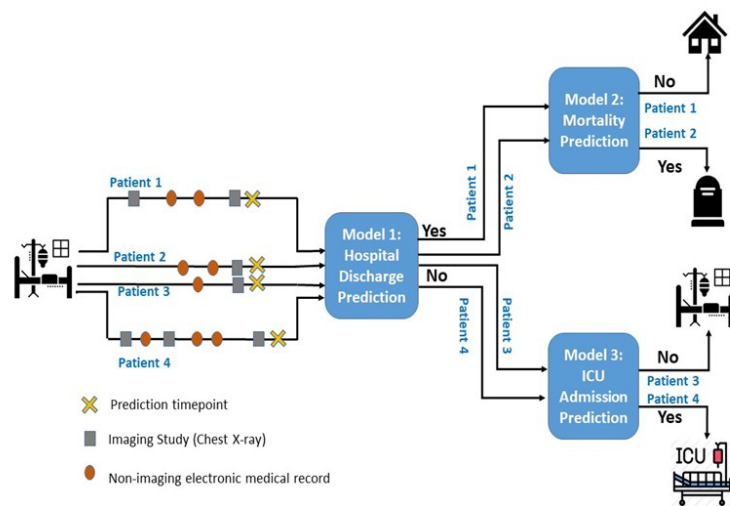 Patient 1
Patient 2
Patient 3
Patient 4
Model 1:
Hospital
Discharge
Prediction
Yes
No
Patient 1
Patient 2
Patient 3
Patient 4
Model 2:
Mortality
Prediction
No
Patient 1
Patient 2
Yes
Model 3:
ICU
Admission
Prediction
No
Patient 3
Patient 4
Yes
ICU
Prediction timepoint
Imaging Study (Chest X-ray)
Non-imaging electronic medical record